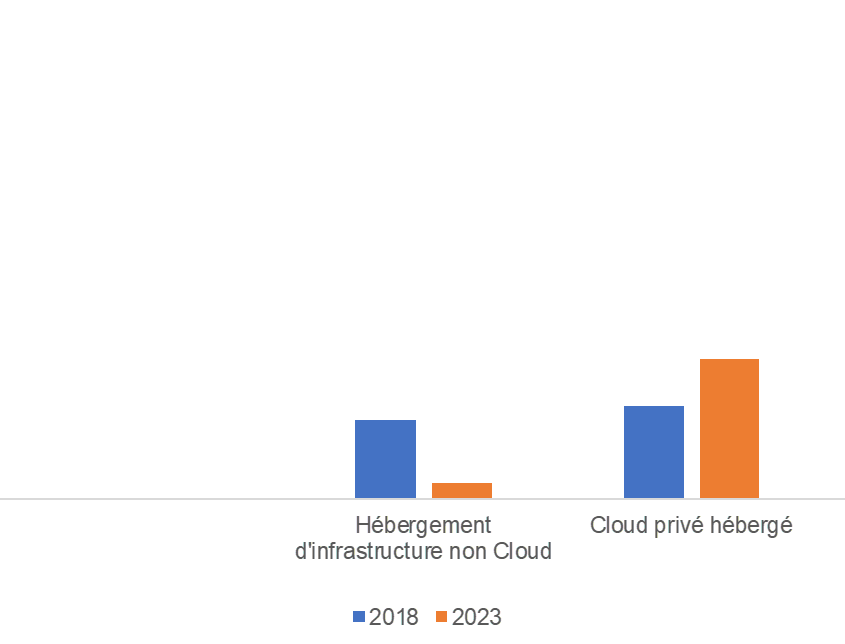 Hébergement
d'infrastructure non Cloud
Cloud privé hébergé
2018
2023